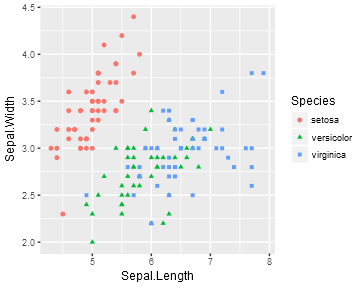 4.5
4.0
3.5
3.0
2.5
2.0
Sepal.Width
5
6
7
8
Sepal.Length
Species
setosa
versicolor
virginica